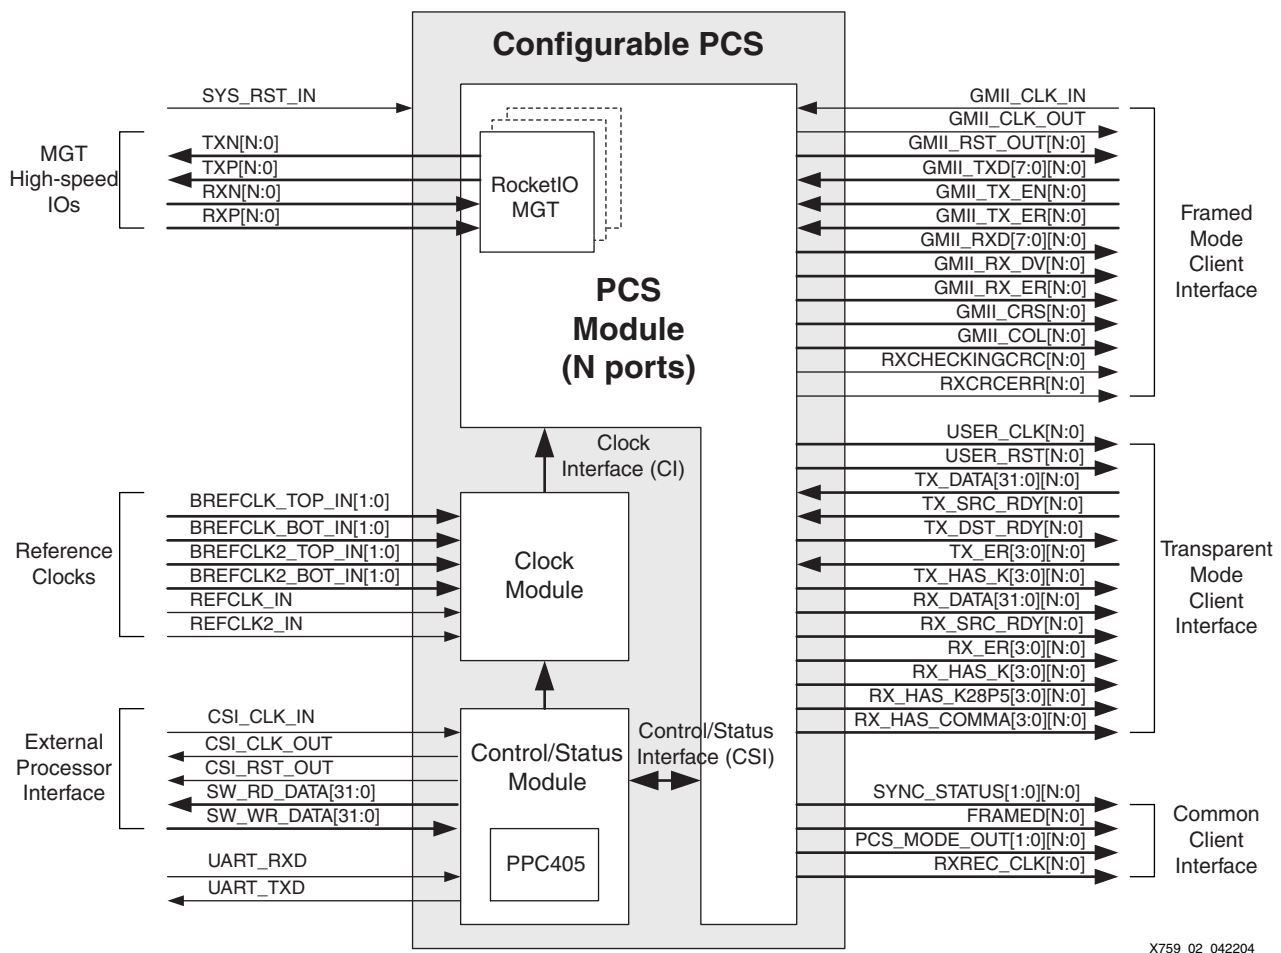 Configurable PCS
SYS_RST_IN
MGT
High-speed
IOs
TXN[N:0]
TXP[N:0]
RXN[N:0]
RXP[N:0]
RocketIO
MGT
PCS
Module
(N ports)
GMII_CLK_IN
GMII_CLK_OUT
GMII_RST_OUT[N:0]
GMII_TXD[7:0][N:0]
GMII_TX_EN[N:0]
GMII_TX_ER[N:0]
GMII_RXD[7:0][N:0]
GMII_RX_DV[N:0]
GMII_RX_ER[N:0]
GMII_CRS[N:0]
GMII_COL[N:0]
RXCHECKINGCRC[N:0]
RXCRCERR[N:0]
Framed
Mode
Client
Interface
Clock
Interface (CI)
Reference
Clocks
BREFCLK_TOP_IN[1:0]
BREFCLK_BOT_IN[1:0]
BREFCLK2_TOP_IN[1:0]
BREFCLK2_BOT_IN[1:0]
REFCLK_IN
REFCLK2_IN
Clock
Module
USER_CLK[N:0]
USER_RST[N:0]
TX_DATA[31:0][N:0]
TX_SRC_RDY[N:0]
TX_DST_RDY[N:0]
TX_ER[3:0][N:0]
TX_HAS_K[3:0][N:0]
RX_DATA[31:0][N:0]
RX_SRC_RDY[N:0]
RX_ER[3:0][N:0]
RX_HAS_K[3:0][N:0]
RX_HAS_K28P5[3:0][N:0]
RX_HAS_COMMA[3:0][N:0]
Transparent
Mode
Client
Interface
External
Processor
Interface
CSI_CLK_IN
CSI_CLK_OUT
CSI_RST_OUT
SW_RD_DATA[31:0]
SW_WR_DATA[31:0]
UART_RXD
UART_TXD
Control/Status
Module
PPC405
Control/Status
Interface (CSI)
SYNC_STATUS[1:0][N:0]
FRAMED[N:0]
PCS_MODE_OUT[1:0][N:0]
RXREC_CLK[N:0]
Common
Client
Interface
X759_02_042204